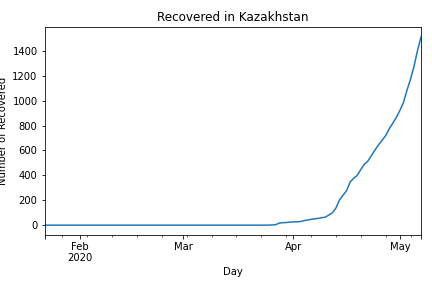 Recovered in Kazakhstan
Number of Recovered
1400
1200
1000
800
600
400
200
0
Feb
2020
Mar
Apr
May
Day